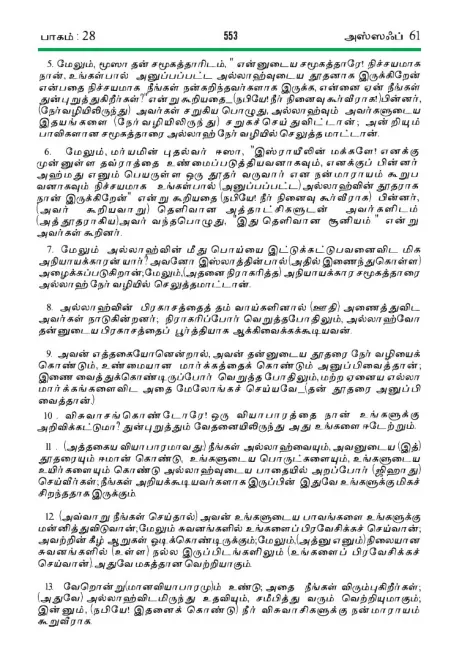 பாகம் : 28 553 அஸ்ஸஃப் 61
5. மேலும், மூஸா தன் சமூகத்தாரிடம், " என்னுடைய சமூகத்தாரே! நிச்சயமாக
நான், உங்கள்பால் அனுப்பப்பட்ட அல்லாஹ்வுடைய தூதனாக இருக்கிறேன்
என்பதை நிச்சயமாக நீங்கள் நன்கறிந்தவர்களாக இருக்க, என்னை ஏன் நீங்கள்
துன்புறுத்துகிறீர்கள்?" என்று கூறியதை_ (நபியே! நீர் நினைவு கூர்வீராக!) பின்னர்,
(நேர்வழியிலிருந்து) அவர்கள் சறுகிய பொழுது, அல்லாஹ்வும் அவர்களுடைய
இதயங்களை (நேர் வழியிலிருந்து) சறுகச் செய்துவிட்டான்; அன்றியும்
பாவிகளான சமூகத்தாரை அல்லாஹ் நேர் வழியில் செலுத்தமாட்டான்.
6. மேலும், மர்யமின் புதல்வர் ஈஸா, "இஸ்ராயீலின் மக்களே! எனக்கு
முன்னுள்ள தவ்ராத்தை உண்மைப்படுத்தியவனாகவும், எனக்குப் பின்னர்
அஹ்மது எனும் பெயருள்ள ஒரு தூதர் வருவார் என நன்மாராயம் கூறுப
வனாகவும் நிச்சயமாக உங்கள்பால் (அனுப்பப்பட்ட) அல்லாஹ்வின் தூதராக
நான் இருக்கிறேன்" என்று கூறியதை (நபியே! நீர் நினைவு கூர்வீராக!) பின்னர்,
(அவர் கூறியவாறு) தெளிவான அத்தாட்சிகளுடன் அவர்களிடம்
(அத்தூதராகிய) அவர் வந்தபொழுது, "இது தெளிவான சூனியம் " என்று
அவர்கள் கூறினர்.
7. மேலும் அல்லாஹ்வின் மீது பொய்யை இட்டுக்கட்டுபவனைவிட மிக
அநியாயக்காரன் யார்? அவனோ இஸ்லாத்தின்பால் (அதில் இணைந்துகொள்ள)
அழைக்கப்படுகிறான்; மேலும், (அதனை நிராகரித்த) அநியாயக்கார சமூகத்தாரை
அல்லாஹ் நேர் வழியில் செலுத்தமாட்டான்.
8. அல்லாஹ்வின் பிரகாசத்தைத் தம் வாய்களினால் (ஊதி) அணைத்துவிட
அவர்கள் நாடுகின்றனர்; நிராகரிப்போர் வெறுத்தபோதிலும், அல்லாஹ்வோ
தன்னுடைய பிரகாசத்தைப் பூர்த்தியாக ஆக்கிவைக்கக்கூடியவன்.
9. அவன் எத்தகையோனென்றால், அவன் தன்னுடைய தூதரை நேர் வழியைக்
கொண்டும், உண்மையான மார்க்கத்தைக் கொண்டும் அனுப்பிவைத்தான்;
இணை வைத்துக்கொண்டிருப்போர் வெறுத்த போதிலும், மற்ற ஏனைய எல்லா
மார்க்கங்களைவிட அதை மேலோங்கச் செய்யவே_ (தன் தூதரை அனுப்பி
வைத்தான்.)
10 . விசுவாசங்கொண்டோரே! ஒரு வியாபாரத்தை நான் உங்களுக்கு
அறிவிக்கட்டுமா? துன்புறுத்தும் வேதனையிலிருந்து அது உங்களை ஈடேற்றும்.
11 . (அத்தகைய வியாபாரமாவது) நீங்கள் அல்லாஹ்வையும், அவனுடைய (இத்)
தூதரையும் ஈமான் கொண்டு, உங்களுடைய பொருட்களையும், உங்களுடைய
உயிர்களையும் கொண்டு அல்லாஹ்வுடைய பாதையில் அறப்போர் (ஜிஹாது)
செய்வீர்கள்; நீங்கள் அறியக்கூடியவர்களாக இருப்பின் இதுவே உங்களுக்கு மிகச்
சிறந்ததாக இருக்கும்.
12. (அவ்வாறு நீங்கள் செய்தால்) அவன் உங்களுடைய பாவங்களை உங்களுக்கு
மன்னித்துவிடுவான்; மேலும் சுவனங்களில் உங்களைப் பிரவேசிக்கச் செய்வான்;
அவற்றின் கீழ் ஆறுகள் ஓடிக்கொண்டிருக்கும்; மேலும், (அத்னு எனும்) நிலையான
சுவனங்களில் (உள்ள) நல்ல இருப்பிடங்களிலும் (உங்களைப் பிரவேசிக்கச்
செய்வான்) அதுவே மகத்தான வெற்றியாகும்.
13. வேறொன்று (மான வியாபாரமு)ம் உண்டு; அதை நீங்கள் விரும்புகிறீர்கள்;
(அதுவே) அல்லாஹ்விடமிருந்து உதவியும், சமீபித்து வரும் வெற்றியுமாகும்;
இன்னும், (நபியே! இதனைக் கொண்டு) நீர் விசுவாசிகளுக்கு நன்மாராயம்
கூறுவீராக.